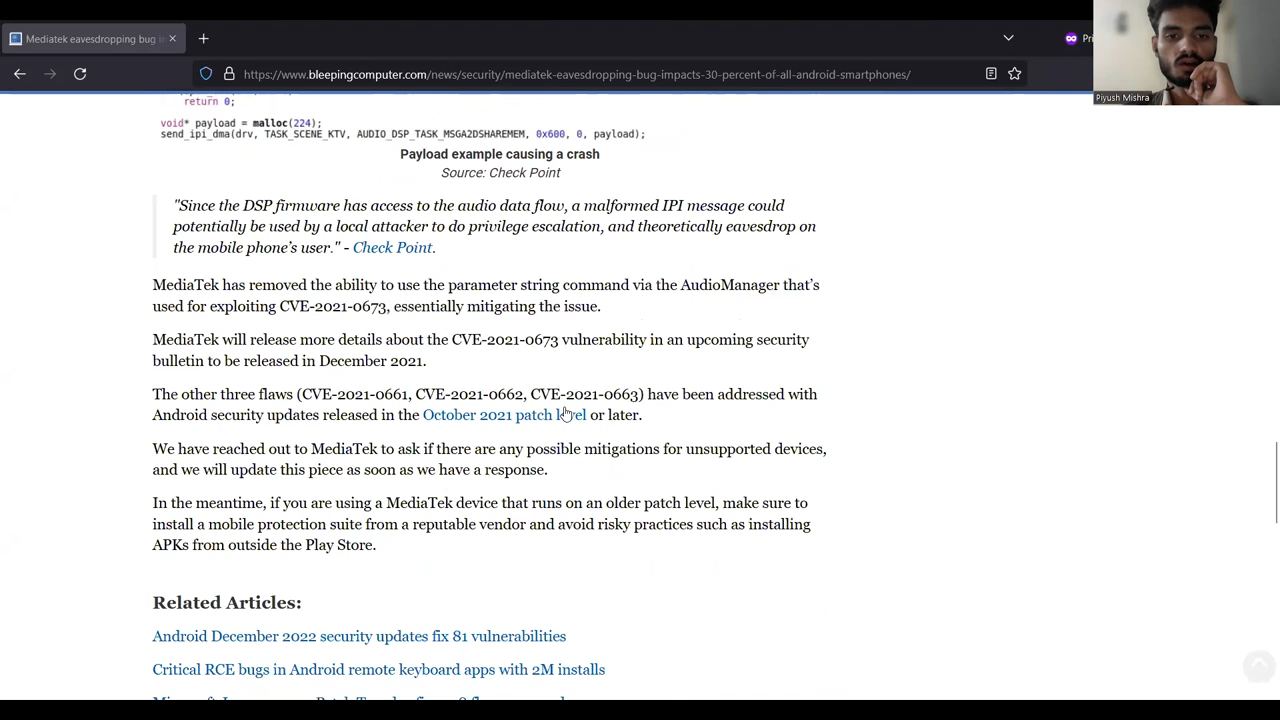 Mediatek eavesdropping bug i
https://www.bleepingcomputer.com/news/security/mediatek-eavesdropping-bug-impacts-30-percent-of-all-android-smartphones/
Pri
Piyush Mishra
return 0;
void* payload = malloc(224);
send_ipi_dma(drv, TASK_SCENE_KTV, AUDIO_DSP_TASK_MSGA2DSHAREMEM, 0x600, 0, payload);
Payload example causing a crash
Source: Check Point
"Since the DSP firmware has access to the audio data flow, a malformed IPI message could
potentially be used by a local attacker to do privilege escalation, and theoretically eavesdrop on
the mobile phone’s user." - Check Point.
MediaTek has removed the ability to use the parameter string command via the AudioManager that’s
used for exploiting CVE-2021-0673, essentially mitigating the issue.
MediaTek will release more details about the CVE-2021-0673 vulnerability in an upcoming security
bulletin to be released in December 2021.
The other three flaws (CVE-2021-0661, CVE-2021-0662, CVE-2021-0663) have been addressed with
Android security updates released in the October 2021 patch level or later.
We have reached out to MediaTek to ask if there are any possible mitigations for unsupported devices,
and we will update this piece as soon as we have a response.
In the meantime, if you are using a MediaTek device that runs on an older patch level, make sure to
install a mobile protection suite from a reputable vendor and avoid risky practices such as installing
APKs from outside the Play Store.
Related Articles:
Android December 2022 security updates fix 81 vulnerabilities
Critical RCE bugs in Android remote keyboard apps with 2M installs